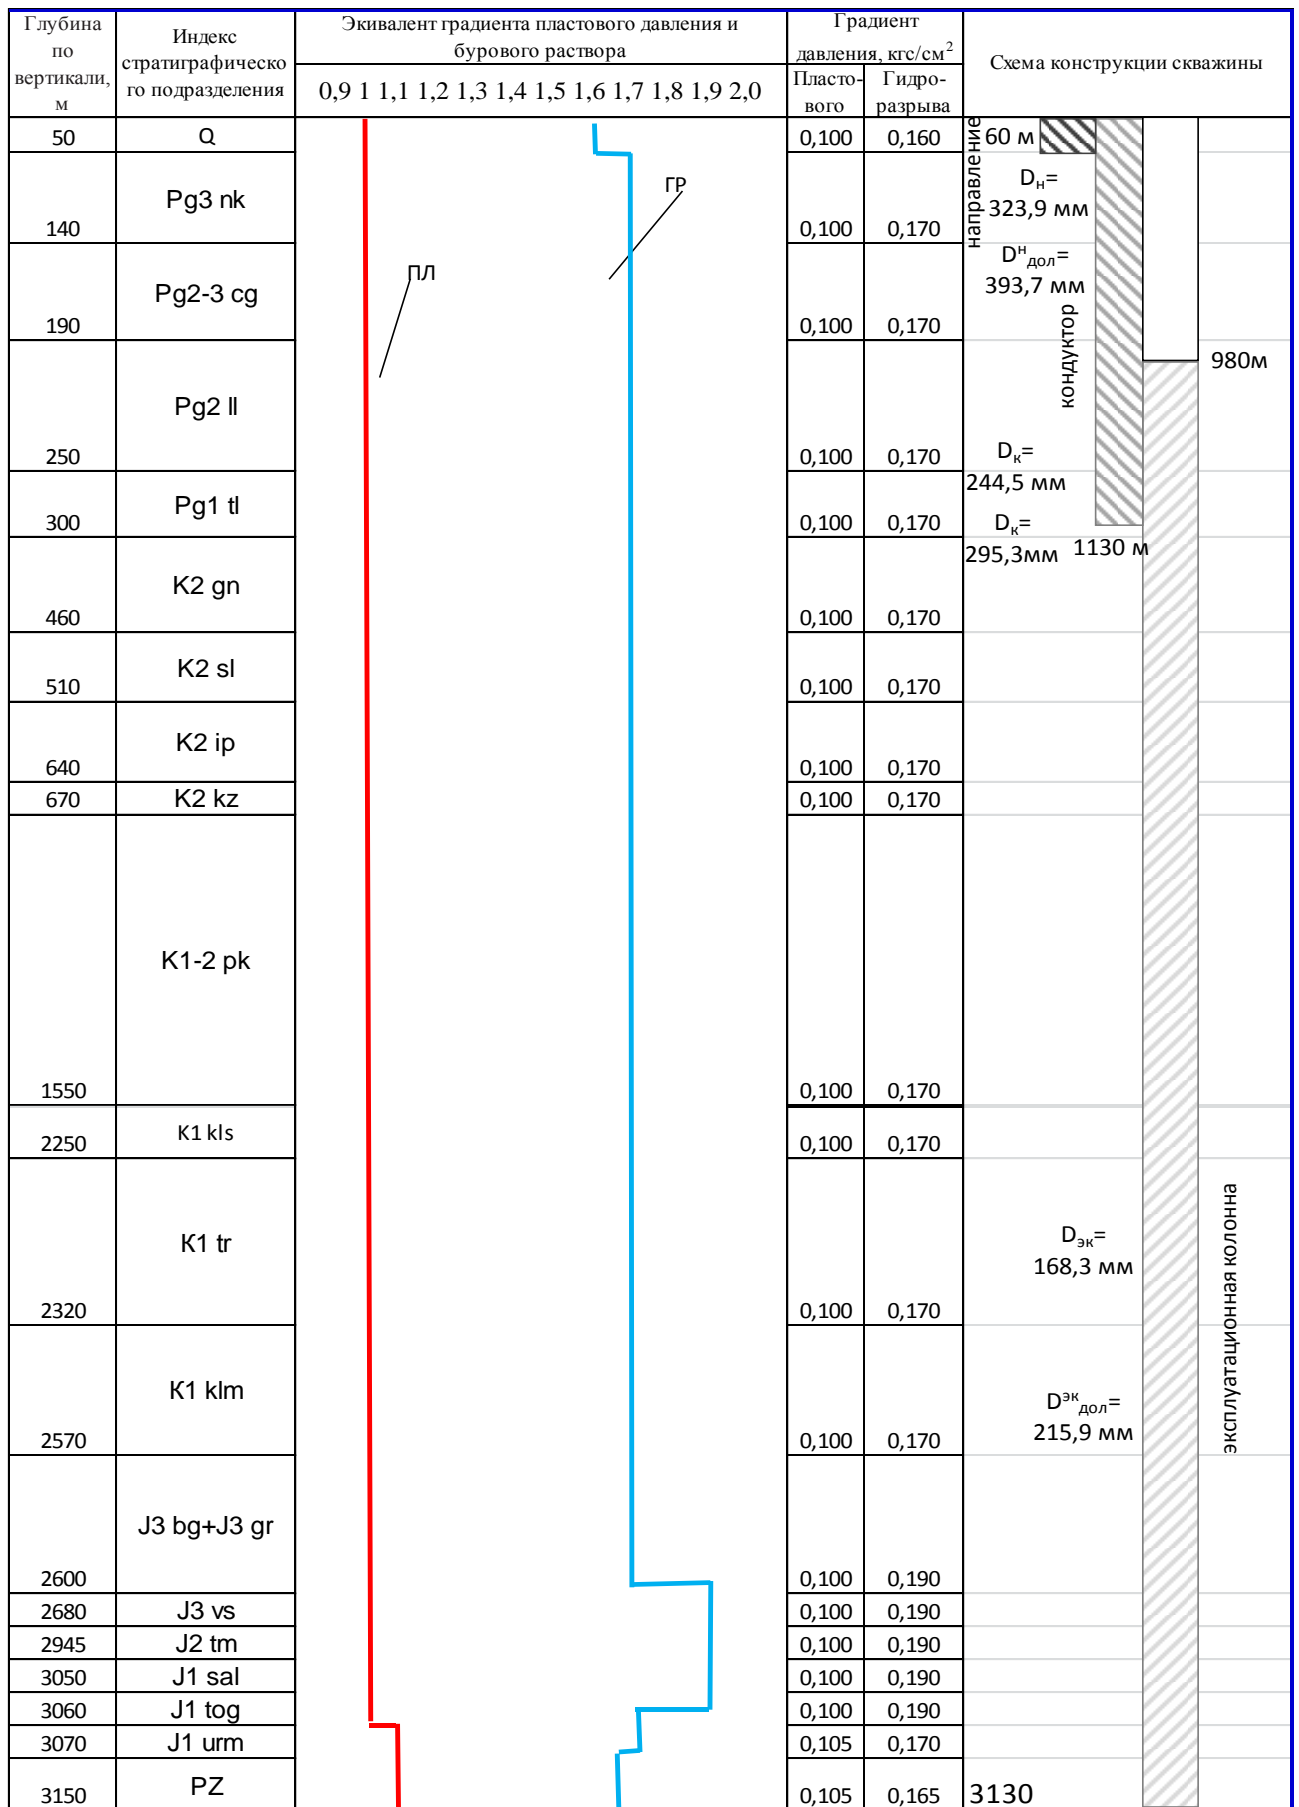 Глубина
по
вертикали,
м
Индекс
стратиграфическо
го подразделения
Экивалент градиента пластового давления и
бурового раствора
0,9 1 1,1 1,2 1,3 1,4 1,5 1,6 1,7 1,8 1,9 2,0
Градиент
давления, кгс/см²
Пласто-
вого
Гидро-
разрыва
Схема конструкции скважины
50 Q 0,100 0,160
направление
60 м
Pg3 nk
140 0,100 0,170
ГР
Dн=
323,9 мм
Dндол=
393,7 мм
ПЛ
Pg2-3 cg
190 0,100 0,170
кондуктор
980м
Pg2 ll
250 0,100 0,170
Dк=
244,5 мм
Pg1 tl
300 0,100 0,170
Dк=
295,3мм
1130 м
K2 gn
460 0,100 0,170
K2 sl
510 0,100 0,170
K2 ip
640 0,100 0,170
670 K2 kz 0,100 0,170
K1-2 pk
1550 0,100 0,170
K1 kls
2250 0,100 0,170
К1 tr
2320 0,100 0,170
Dэк=
168,3 мм
эксплуатационная колонна
К1 klm
2570 0,100 0,170
Dэкдол=
215,9 мм
J3 bg+J3 gr
2600 0,100 0,190
2680 J3 vs 0,100 0,190
2945 J2 tm 0,100 0,190
3050 J1 sal 0,100 0,190
3060 J1 tog 0,100 0,190
3070 J1 urm 0,105 0,170
3150 PZ 0,105 0,165 3130